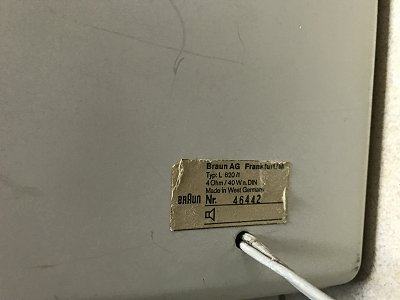 Braun AG Frankfurt/M
Typ: L 620/1
4 Ohm / 40 W n. DIN
Made in West Germany
BRAUN Nr. 46442